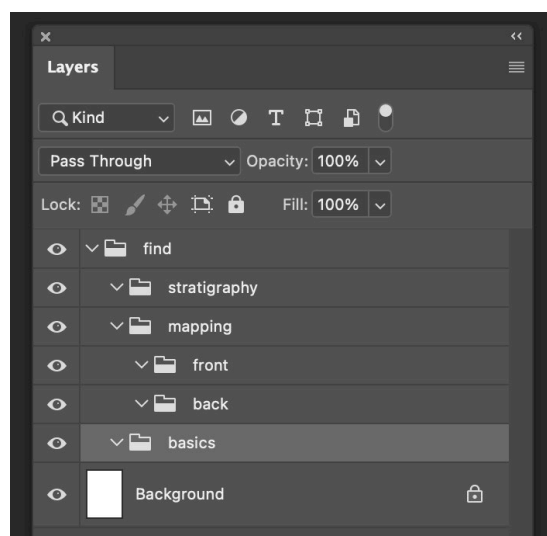 Layers
Kind
Pass Through Opacity: 100%
Lock: Fill: 100%
find
stratigraphy
mapping
front
back
basics
Background